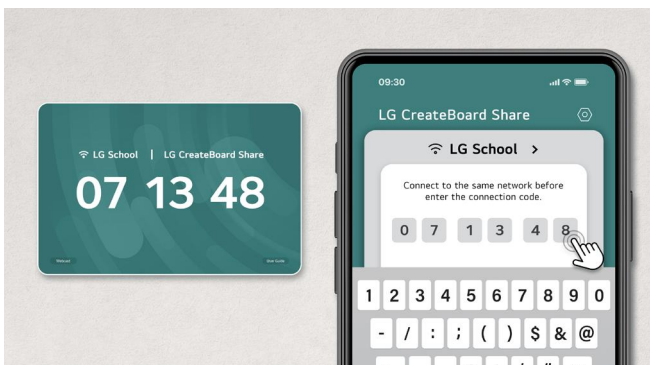 LG School | LG CreateBoard Share
07 13 48
User Guide
09:30
LG CreateBoard Share
LG School >
Connect to the same network before
enter the connection code.
0 7 1 3 4 8
1 2 3 4 5 6 7 8 9 0
- / : ; ( ) $ & @